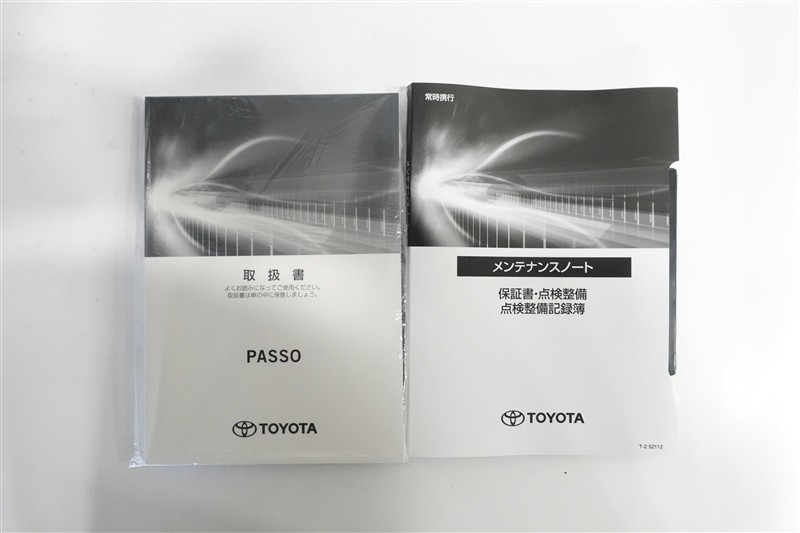 取扱書
よくお読みになってご使用ください。
取扱書は車の中に保管しましょう。
PASSO
TOYOTA
常時携行
メンテナンスノート
保証書・点検整備
点検整備記録簿
TOYOTA
T-2 92112